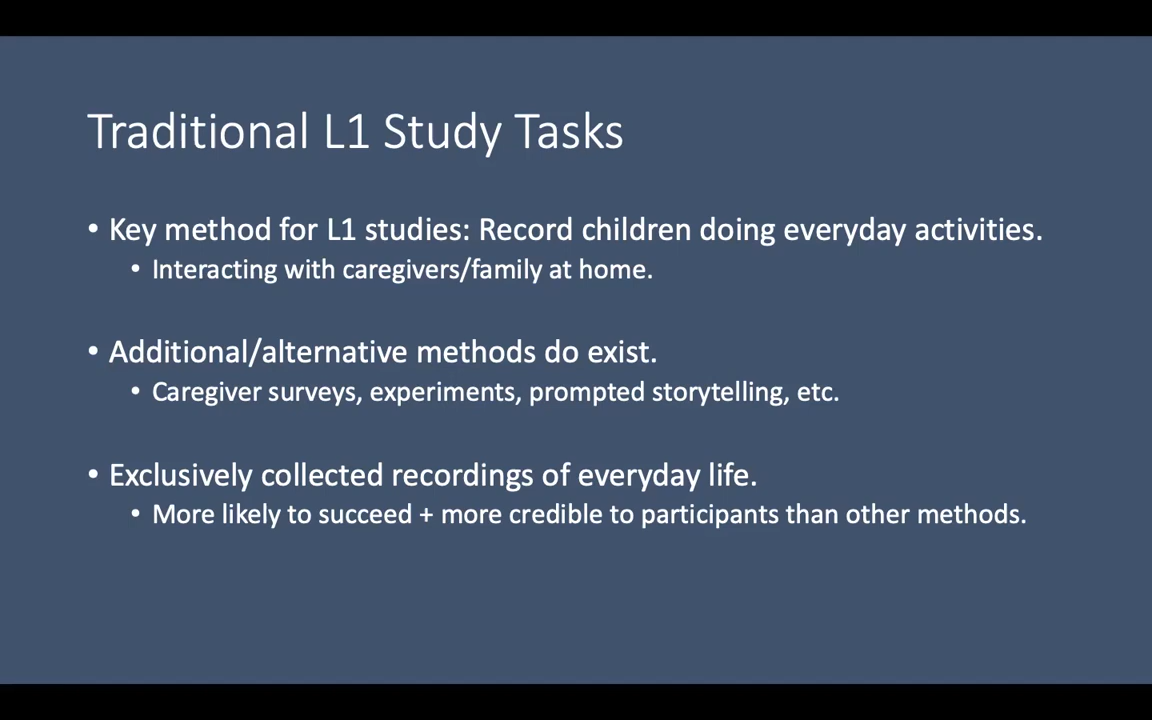 Traditional L1 Study Tasks
• Key method for L1 studies: Record children doing everyday activities.
• Interacting with caregivers/family at home.
• Additional/alternative methods do exist.
• Caregiver surveys, experiments, prompted storytelling, etc.
• Exclusively collected recordings of everyday life.
• More likely to succeed + more credible to participants than other methods.